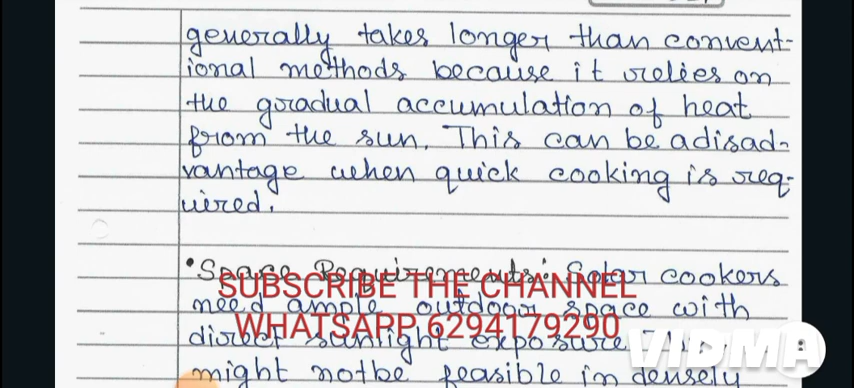 generally takes longer than convent-
ional methods because it relies on
the gradual accumulation of heat
from the sun. This can be a disad-
vantage when quick cooking is req-
uired.
• Space Requirements: Solar cookers
SUBSCRIBE THE CHANNEL
need ample outdoor space with
WHATSAPP 6294179290
direct sunlight exposure. This
VIDMA
might notbe feasible in densely